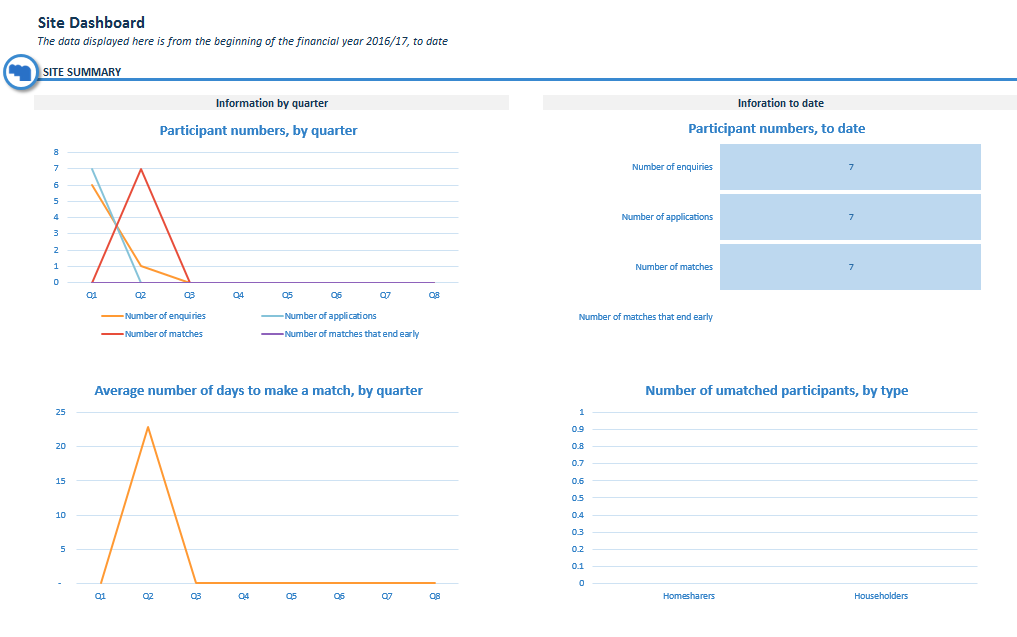 Site Dashboard
The data displayed here is from the beginning of the financial year 2016/17, to date
SITE SUMMARY
Information by quarter
Participant numbers, by quarter
8
7
6
5
4
3
2
1
0
Q1 Q2 Q3 Q4 Q5 Q6 Q7 Q8
Number of enquiries Number of applications
Number of matches Number of matches that end early
Inforation to date
Participant numbers, to date
Number of enquiries 7
Number of applications 7
Number of matches 7
Number of matches that end early
Average number of days to make a match, by quarter
25
20
15
10
5
-
Q1 Q2 Q3 Q4 Q5 Q6 Q7 Q8
Number of umatched participants, by type
1
0.9
0.8
0.7
0.6
0.5
0.4
0.3
0.2
0.1
0
Homesharers Householders